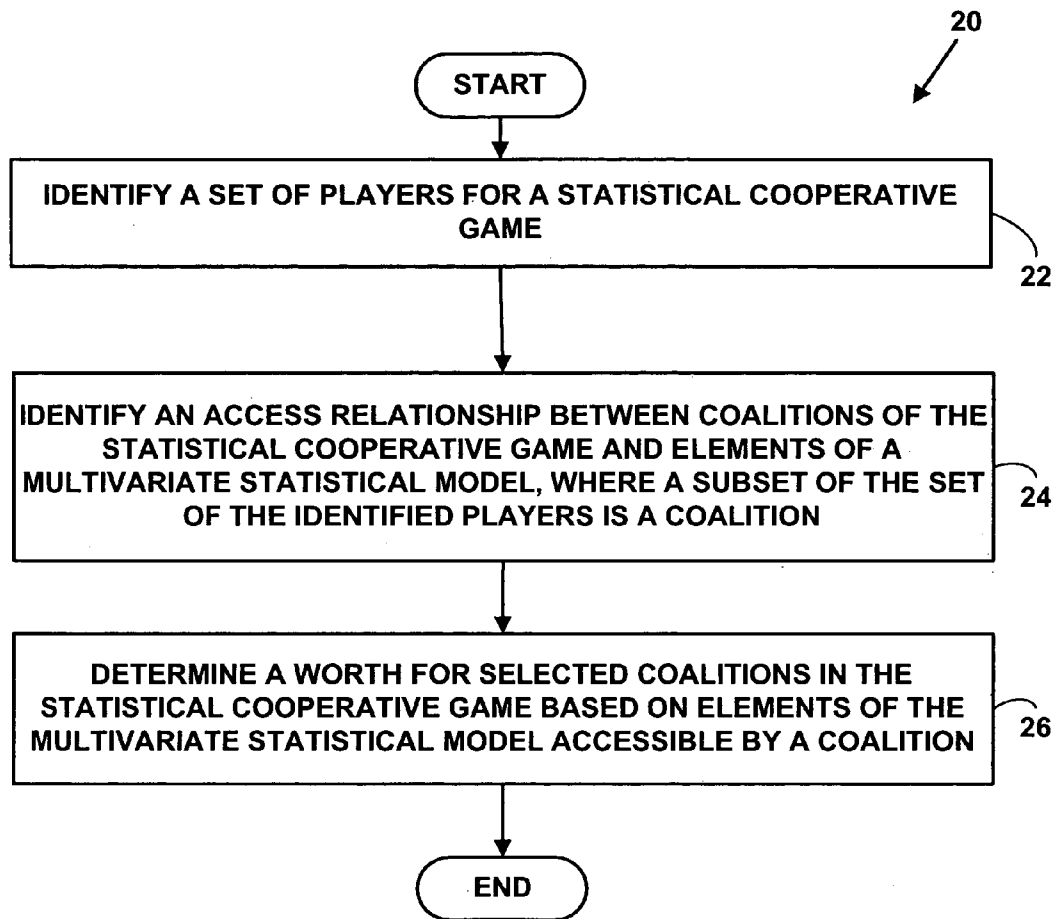 20
START
IDENTIFY A SET OF PLAYERS FOR A STATISTICAL COOPERATIVE
GAME
22
IDENTIFY AN ACCESS RELATIONSHIP BETWEEN COALITIONS OF THE
STATISTICAL COOPERATIVE GAME AND ELEMENTS OF A
MULTIVARIATE STATISTICAL MODEL, WHERE A SUBSET OF THE SET
OF THE IDENTIFIED PLAYERS IS A COALITION
24
DETERMINE A WORTH FOR SELECTED COALITIONS IN THE
STATISTICAL COOPERATIVE GAME BASED ON ELEMENTS OF THE
MULTIVARIATE STATISTICAL MODEL ACCESSIBLE BY A COALITION
26
END